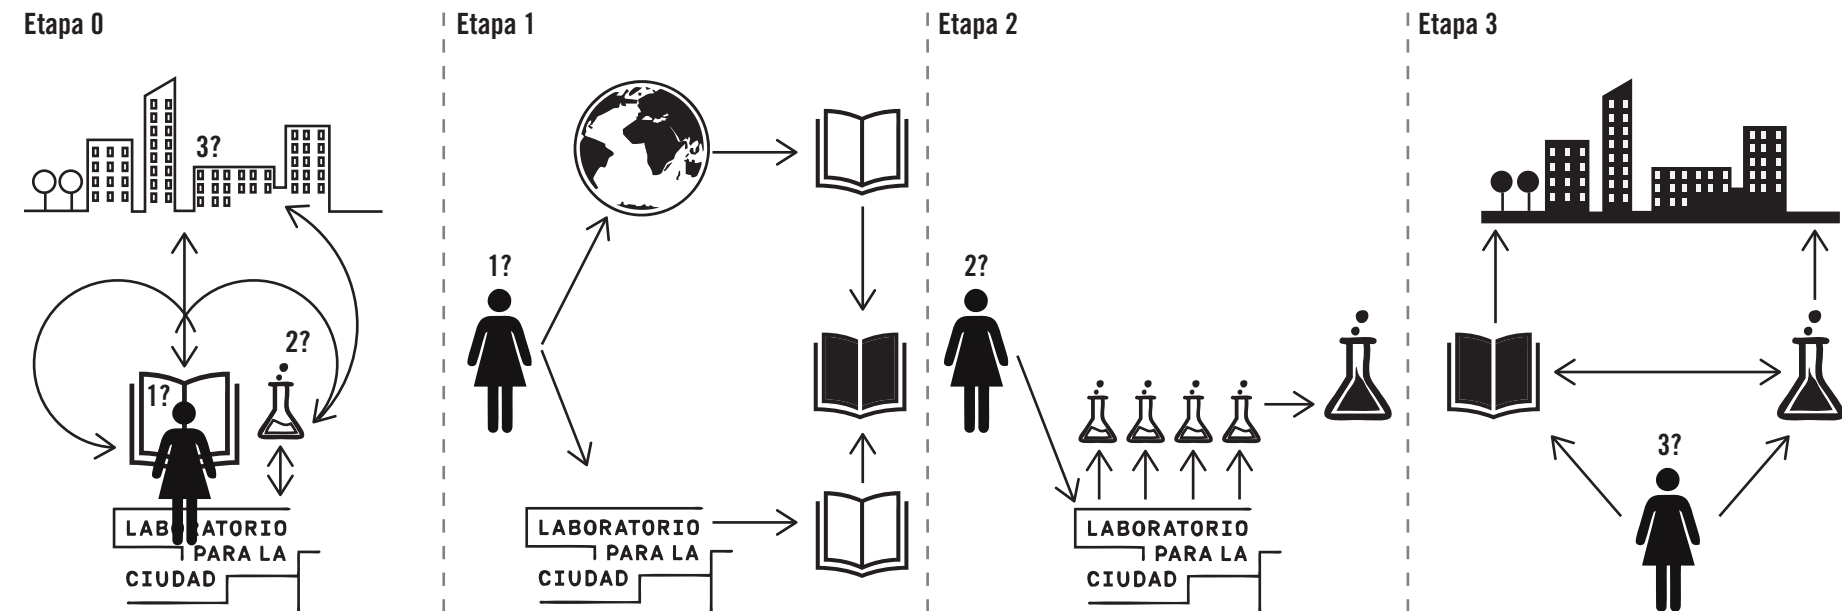 Etapa 0
3?
2?
1?
LABORATORIO
PARA LA
CIUDAD
Etapa 1
1?
LABORATORIO
PARA LA
CIUDAD
Etapa 2
2?
LABORATORIO
PARA LA
CIUDAD
Etapa 3
3?